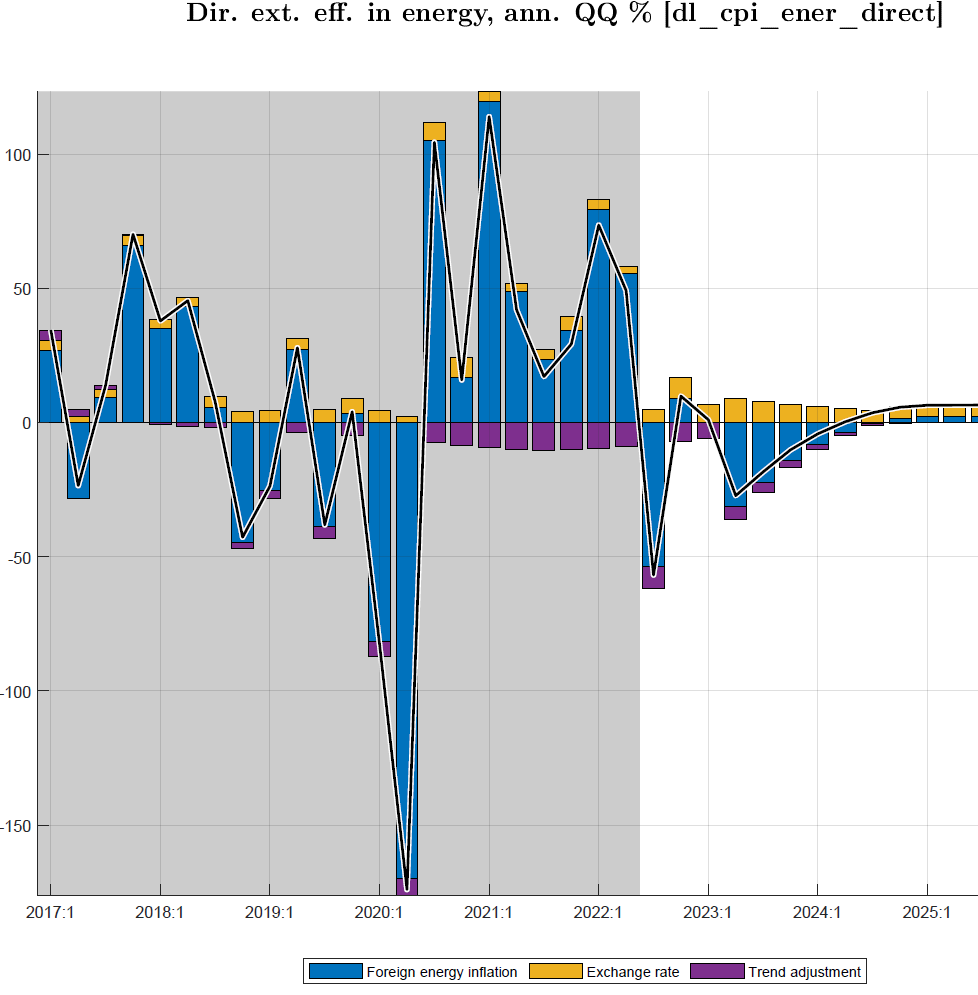 Dir. ext. eff. in energy, ann. QQ % [dl_cpi_ener_direct]
100
50
0
-50
-100
-150
2017:1 2018:1 2019:1 2020:1 2021:1 2022:1 2023:1 2024:1 2025:1
Foreign energy inflation Exchange rate Trend adjustment